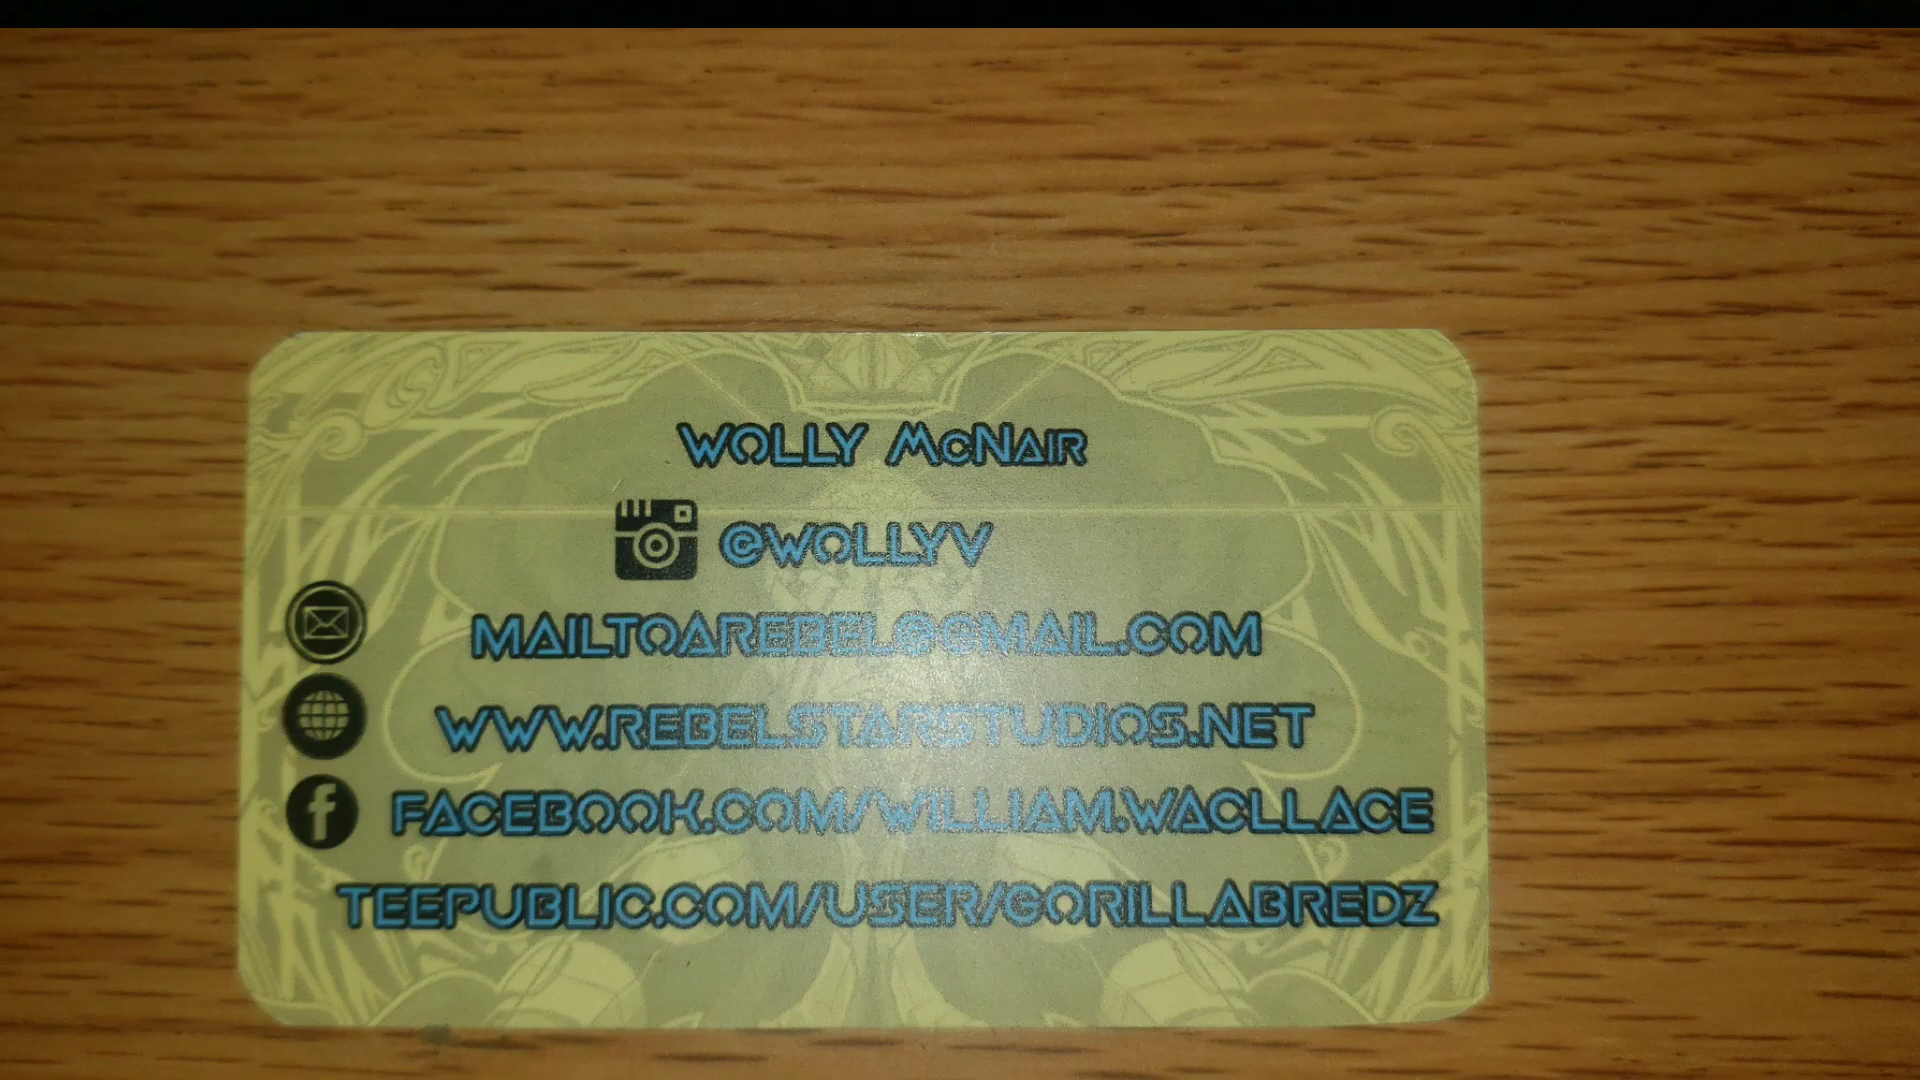 WOLLY McNAIR
@WOLLYV
MAILTOAREBEL@GMAIL.COM
WWW.REBELSTARSTUDIOS.NET
FACEBOOK.COM/WILLIAM.WACLLACE
TEEPUBLIC.COM/USER/GORILLABREDZ